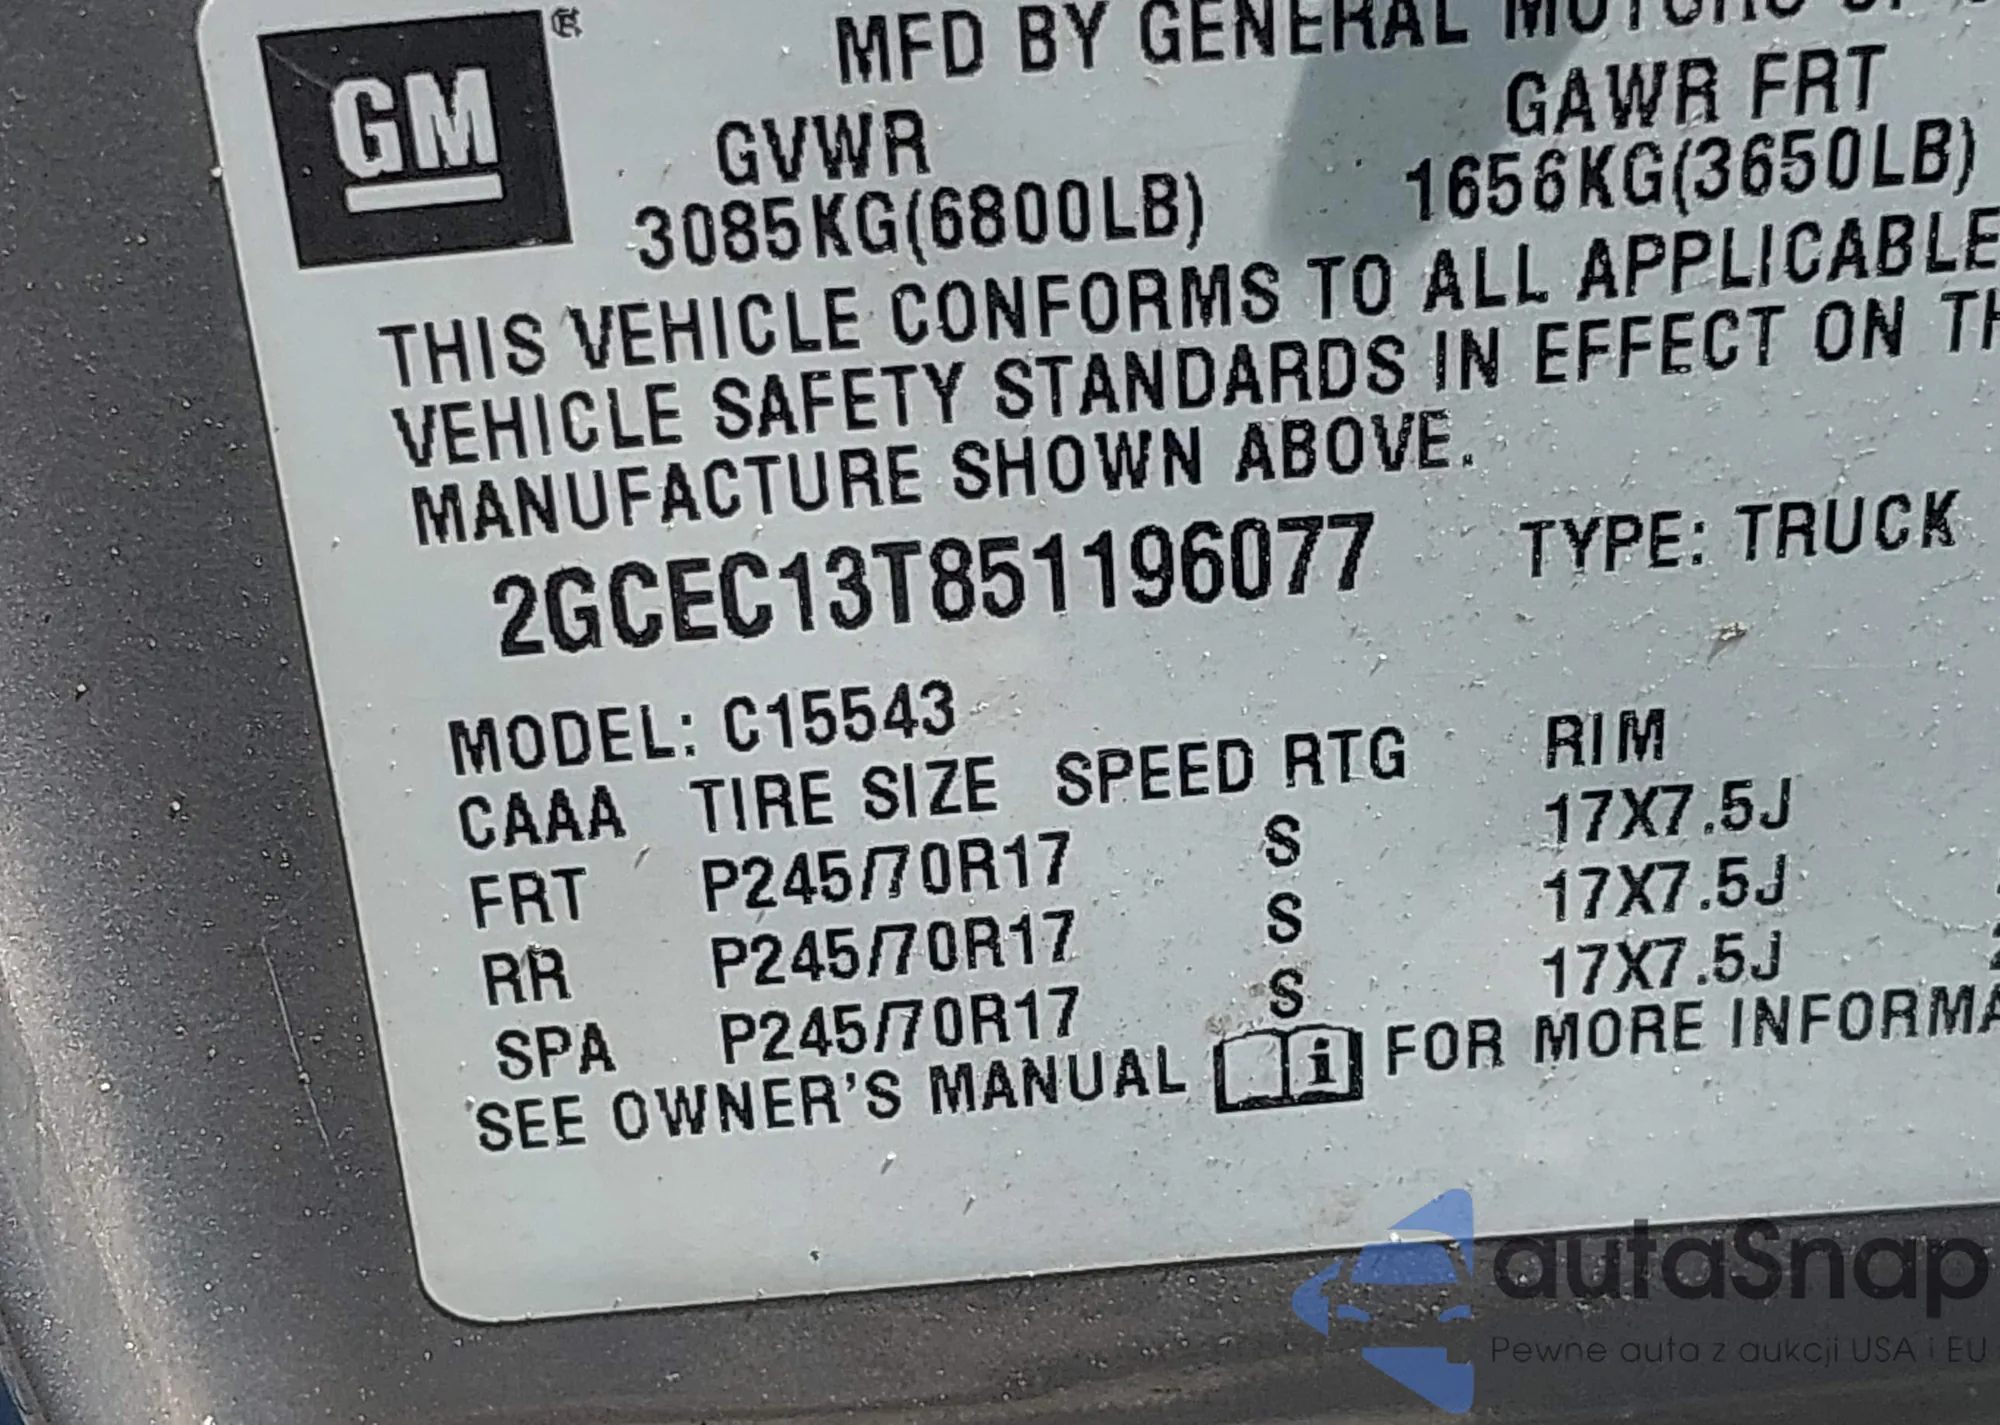 GM®
MFD BY GENERAL MOTORS
GVWR GAWR FRT
3085KG(6800LB) 1656KG(3650LB)
THIS VEHICLE CONFORMS TO ALL APPLICABLE
VEHICLE SAFETY STANDARDS IN EFFECT ON TH
MANUFACTURE SHOWN ABOVE.
2GCEC13T851196077 TYPE: TRUCK
MODEL: C15543
CAAA TIRE SIZE SPEED RTG RIM
FRT P245/70R17 S 17X7.5J
RR P245/70R17 S 17X7.5J
SPA P245/70R17 S 17X7.5J
SEE OWNER'S MANUAL i FOR MORE INFORMA
autaSnap
Pewne auta z aukcji USA i EU